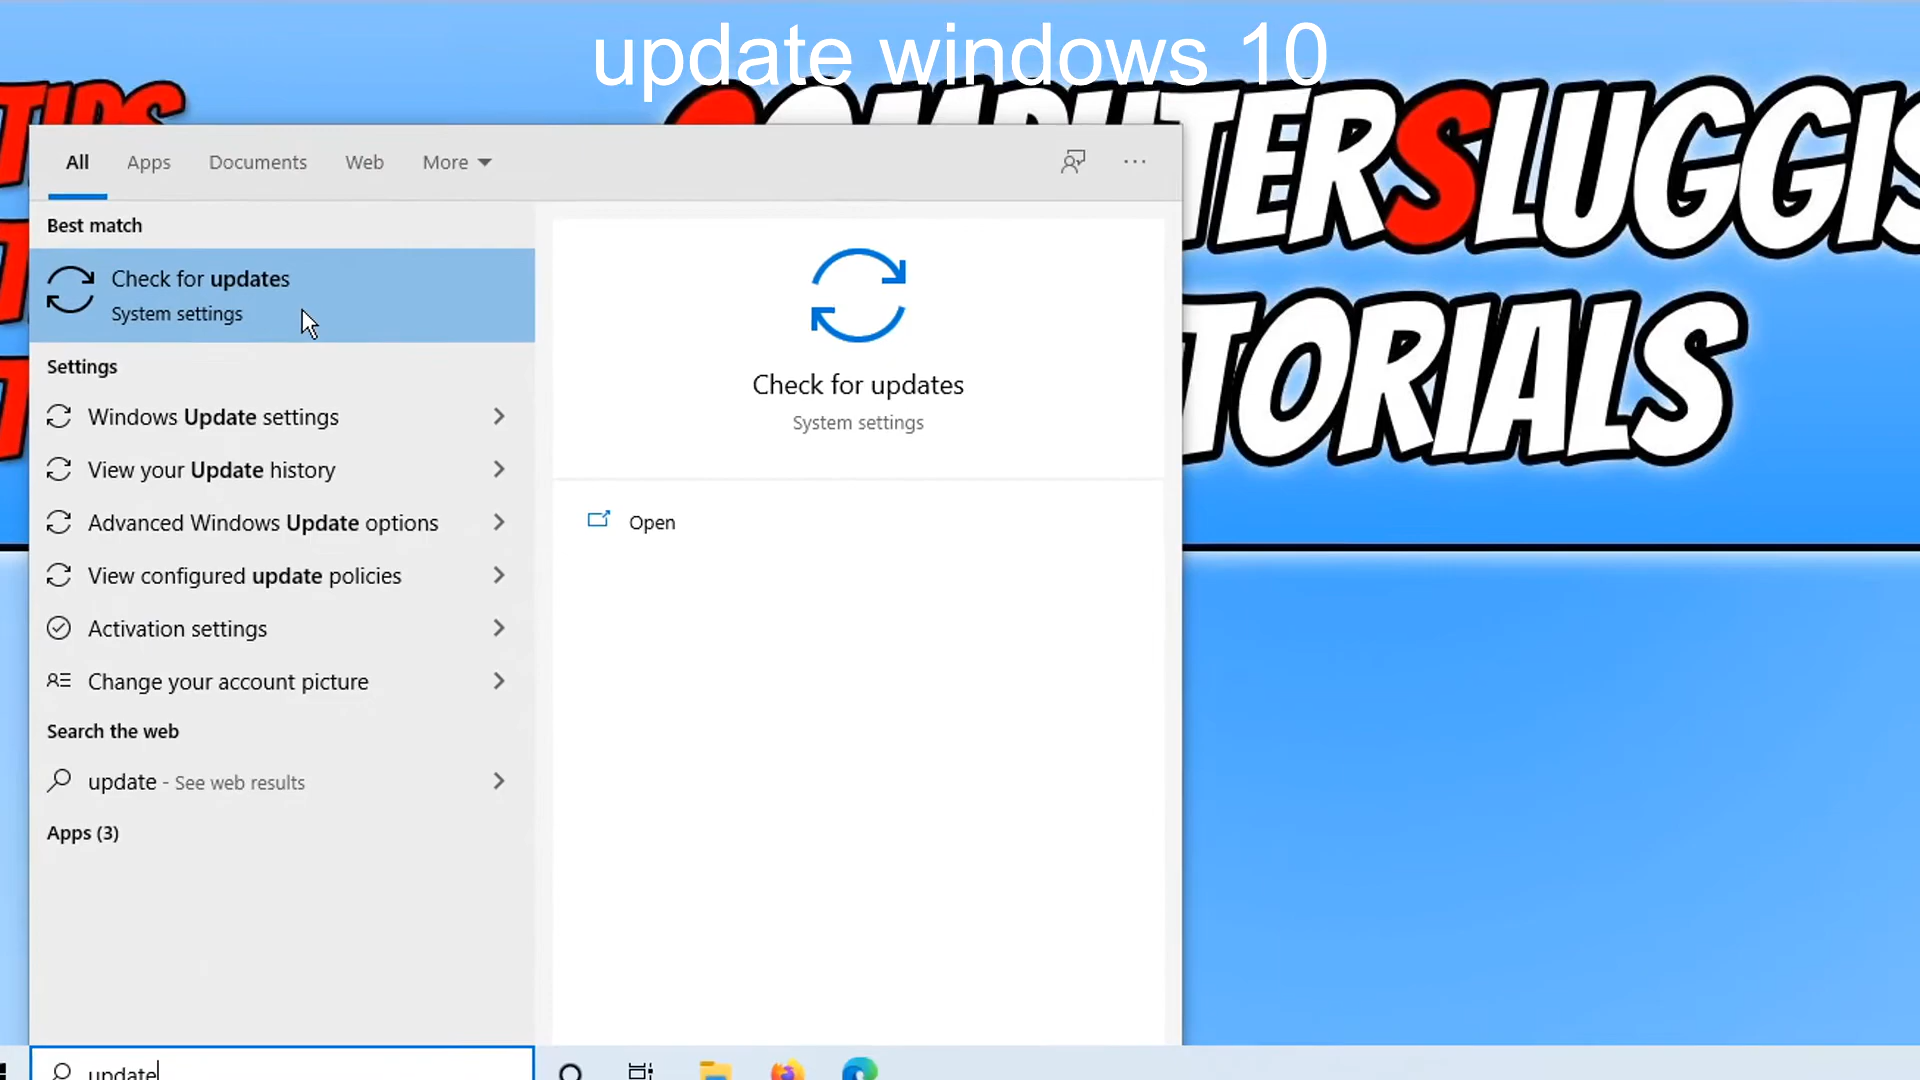 update windows 10
TIPS
All Apps Documents Web More
Best match
Check for updates
System settings
Settings
Windows Update settings
View your Update history
Advanced Windows Update options
View configured update policies
Activation settings
Change your account picture
Search the web
update - See web results
Apps (3)
Check for updates
System settings
Open
TERSLUGGIS
TORIALS
update